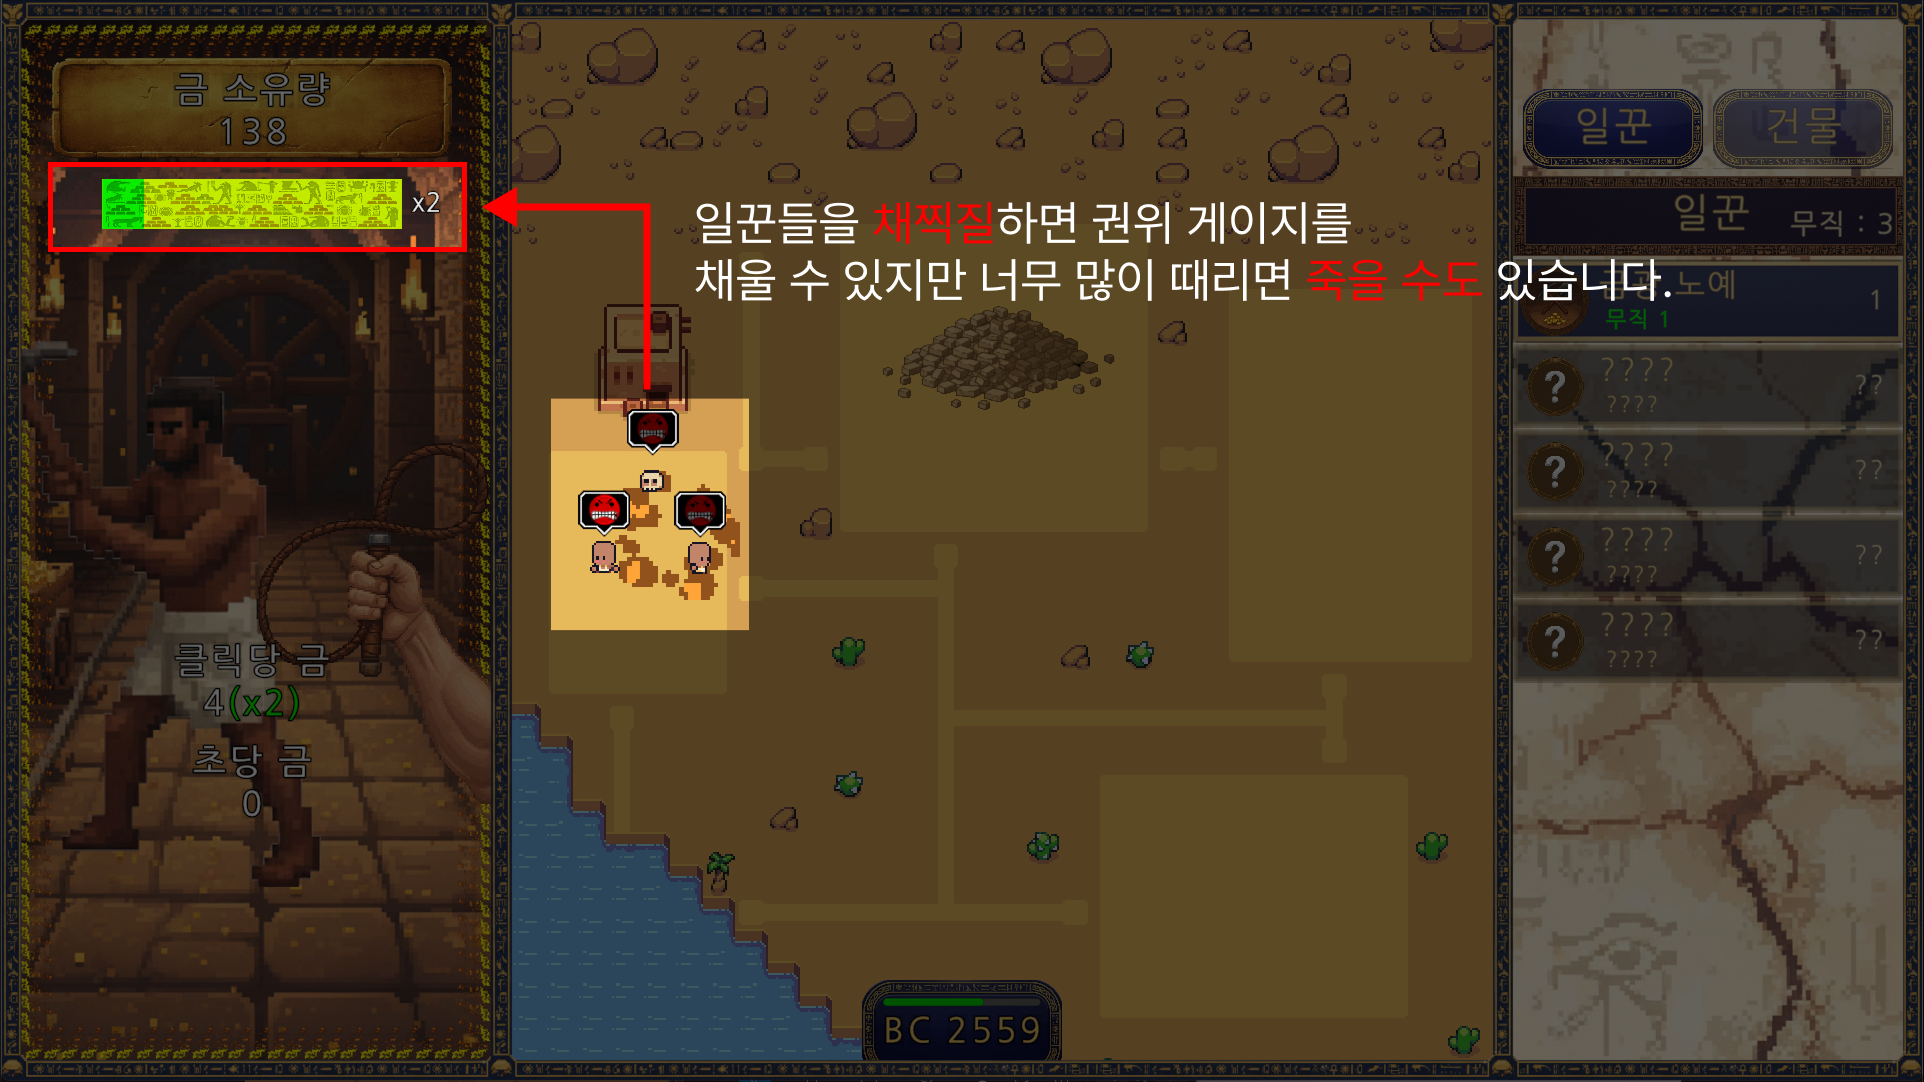 금 소유량
138
x2
일꾼들을 채찍질하면 권위 게이지를
채울 수 있지만 너무 많이 때리면 죽을 수도 있습니다.
클릭당 금
4(x2)
초당 금
0
BC 2559
일꾼
건물
일꾼
무직 : 3
금광 노예
1
무직 1
????
??
????
????
??
????
????
??
????
????
??
????